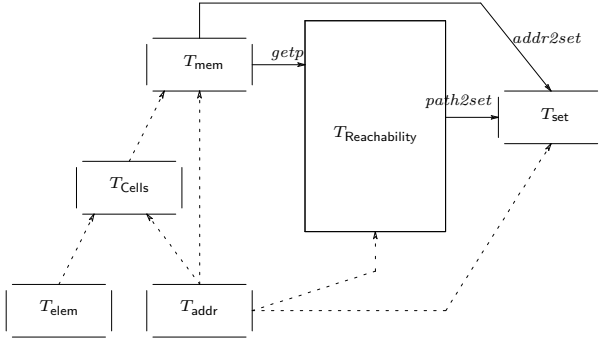 addr2set
T_mem
getp
path2set
T_set
T_Reachability
T_Cells
T_elem
T_addr